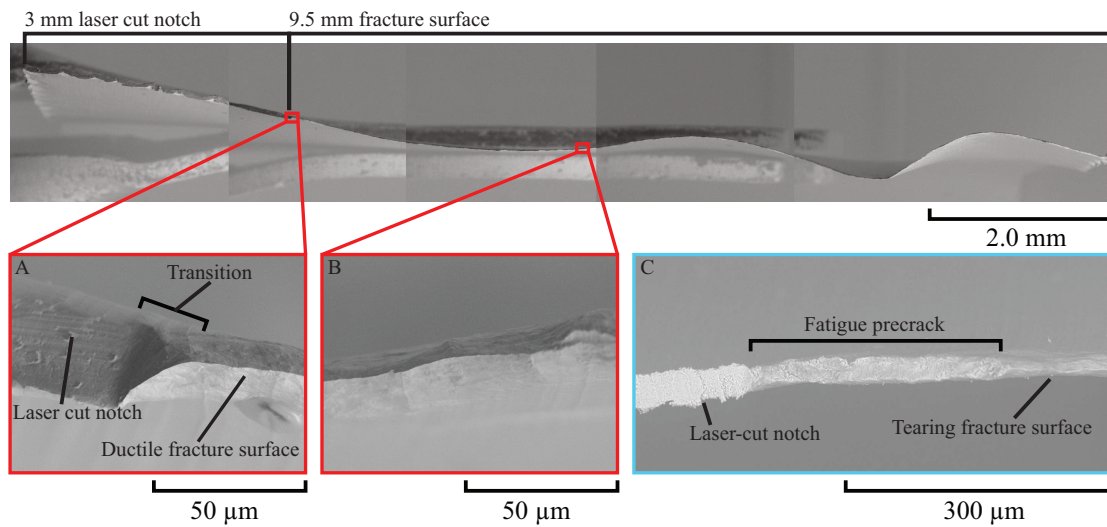 3 mm laser cut notch
9.5 mm fracture surface
2.0 mm
A
Transition
Laser cut notch
Ductile fracture surface
50 µm
B
50 µm
C
Fatigue precrack
Laser-cut notch
Tearing fracture surface
300 µm